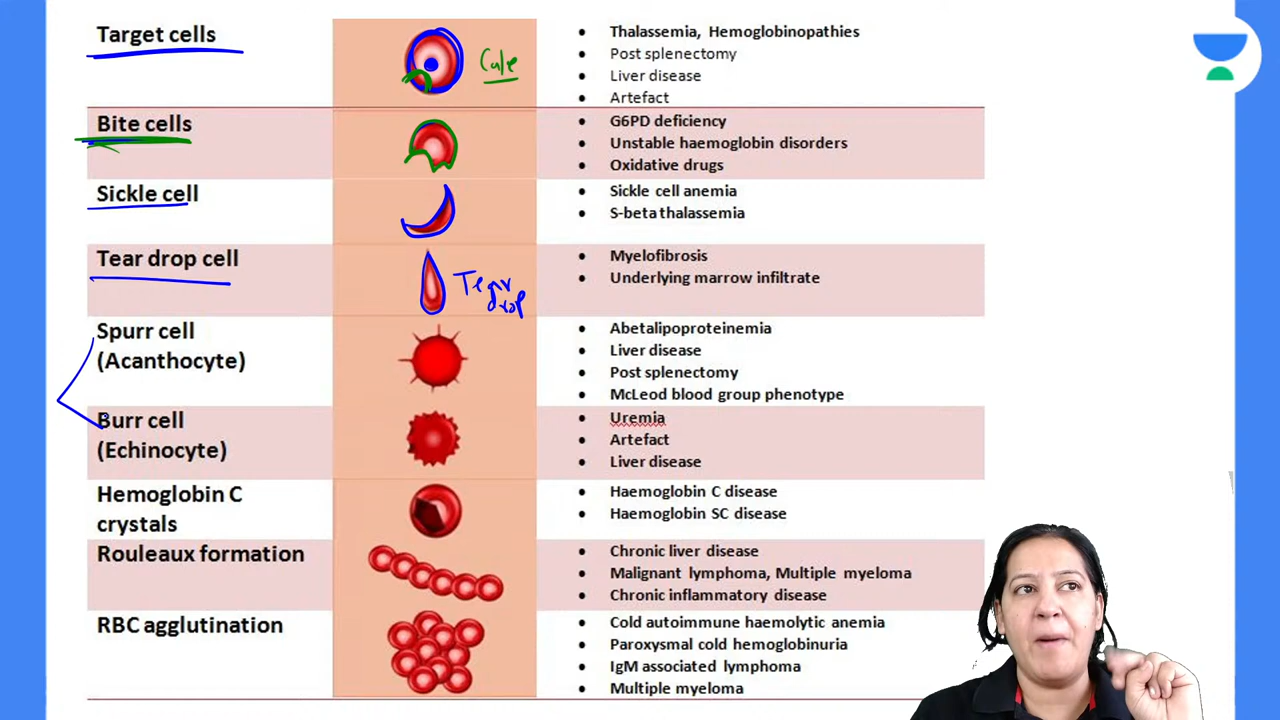 Target cells
Cake
• Thalassemia, Hemoglobinopathies
• Post splenectomy
• Liver disease
• Artefact
Bite cells
• G6PD deficiency
• Unstable haemoglobin disorders
• Oxidative drugs
Sickle cell
• Sickle cell anemia
• S-beta thalassemia
Tear drop cell
Tear
drop
• Myelofibrosis
• Underlying marrow infiltrate
Spurr cell
(Acanthocyte)
• Abetalipoproteinemia
• Liver disease
• Post splenectomy
• McLeod blood group phenotype
Burr cell
(Echinocyte)
• Uremia
• Artefact
• Liver disease
Hemoglobin C
crystals
• Haemoglobin C disease
• Haemoglobin SC disease
Rouleaux formation
• Chronic liver disease
• Malignant lymphoma, Multiple myeloma
• Chronic inflammatory disease
RBC agglutination
• Cold autoimmune haemolytic anemia
• Paroxysmal cold hemoglobinuria
• IgM associated lymphoma
• Multiple myeloma